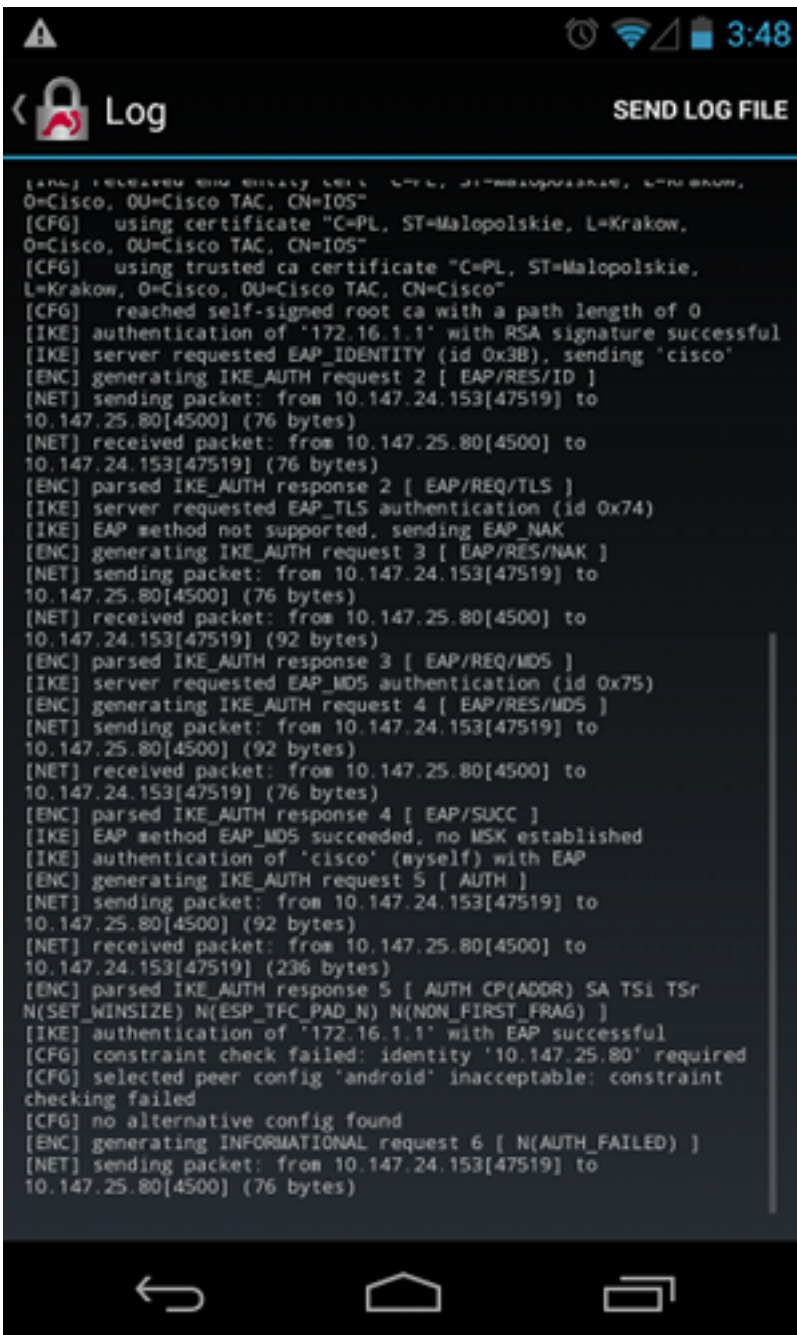 3:48
Log
SEND LOG FILE
[IKE] received end entity cert "C=PL, ST=Malopolskie, L=Krakow,
O=Cisco, OU=Cisco TAC, CN=IOS"
[CFG]   using certificate "C=PL, ST=Malopolskie, L=Krakow,
O=Cisco, OU=Cisco TAC, CN=IOS"
[CFG]   using trusted ca certificate "C=PL, ST=Malopolskie,
L=Krakow, O=Cisco, OU=Cisco TAC, CN=Cisco"
[CFG]   reached self-signed root ca with a path length of 0
[IKE] authentication of '172.16.1.1' with RSA signature successful
[IKE] server requested EAP_IDENTITY (id 0x3B), sending 'cisco'
[ENC] generating IKE_AUTH request 2 [ EAP/RES/ID ]
[NET] sending packet: from 10.147.24.153[47519] to
10.147.25.80[4500] (76 bytes)
[NET] received packet: from 10.147.25.80[4500] to
10.147.24.153[47519] (76 bytes)
[ENC] parsed IKE_AUTH response 2 [ EAP/REQ/TLS ]
[IKE] server requested EAP_TLS authentication (id 0x74)
[IKE] EAP method not supported, sending EAP_NAK
[ENC] generating IKE_AUTH request 3 [ EAP/RES/NAK ]
[NET] sending packet: from 10.147.24.153[47519] to
10.147.25.80[4500] (76 bytes)
[NET] received packet: from 10.147.25.80[4500] to
10.147.24.153[47519] (92 bytes)
[ENC] parsed IKE_AUTH response 3 [ EAP/REQ/MD5 ]
[IKE] server requested EAP_MD5 authentication (id 0x75)
[ENC] generating IKE_AUTH request 4 [ EAP/RES/MD5 ]
[NET] sending packet: from 10.147.24.153[47519] to
10.147.25.80[4500] (92 bytes)
[NET] received packet: from 10.147.25.80[4500] to
10.147.24.153[47519] (76 bytes)
[ENC] parsed IKE_AUTH response 4 [ EAP/SUCC ]
[IKE] EAP method EAP_MD5 succeeded, no MSK established
[IKE] authentication of 'cisco' (myself) with EAP
[ENC] generating IKE_AUTH request 5 [ AUTH ]
[NET] sending packet: from 10.147.24.153[47519] to
10.147.25.80[4500] (92 bytes)
[NET] received packet: from 10.147.25.80[4500] to
10.147.24.153[47519] (236 bytes)
[ENC] parsed IKE_AUTH response 5 [ AUTH CP(ADDR) SA TSi TSr
N(SET_WINSIZE) N(ESP_TFC_PAD_N) N(NON_FIRST_FRAG) ]
[IKE] authentication of '172.16.1.1' with EAP successful
[CFG] constraint check failed: identity '10.147.25.80' required
[CFG] selected peer config 'android' inacceptable: constraint
checking failed
[CFG] no alternative config found
[ENC] generating INFORMATIONAL request 6 [ N(AUTH_FAILED) ]
[NET] sending packet: from 10.147.24.153[47519] to
10.147.25.80[4500] (76 bytes)